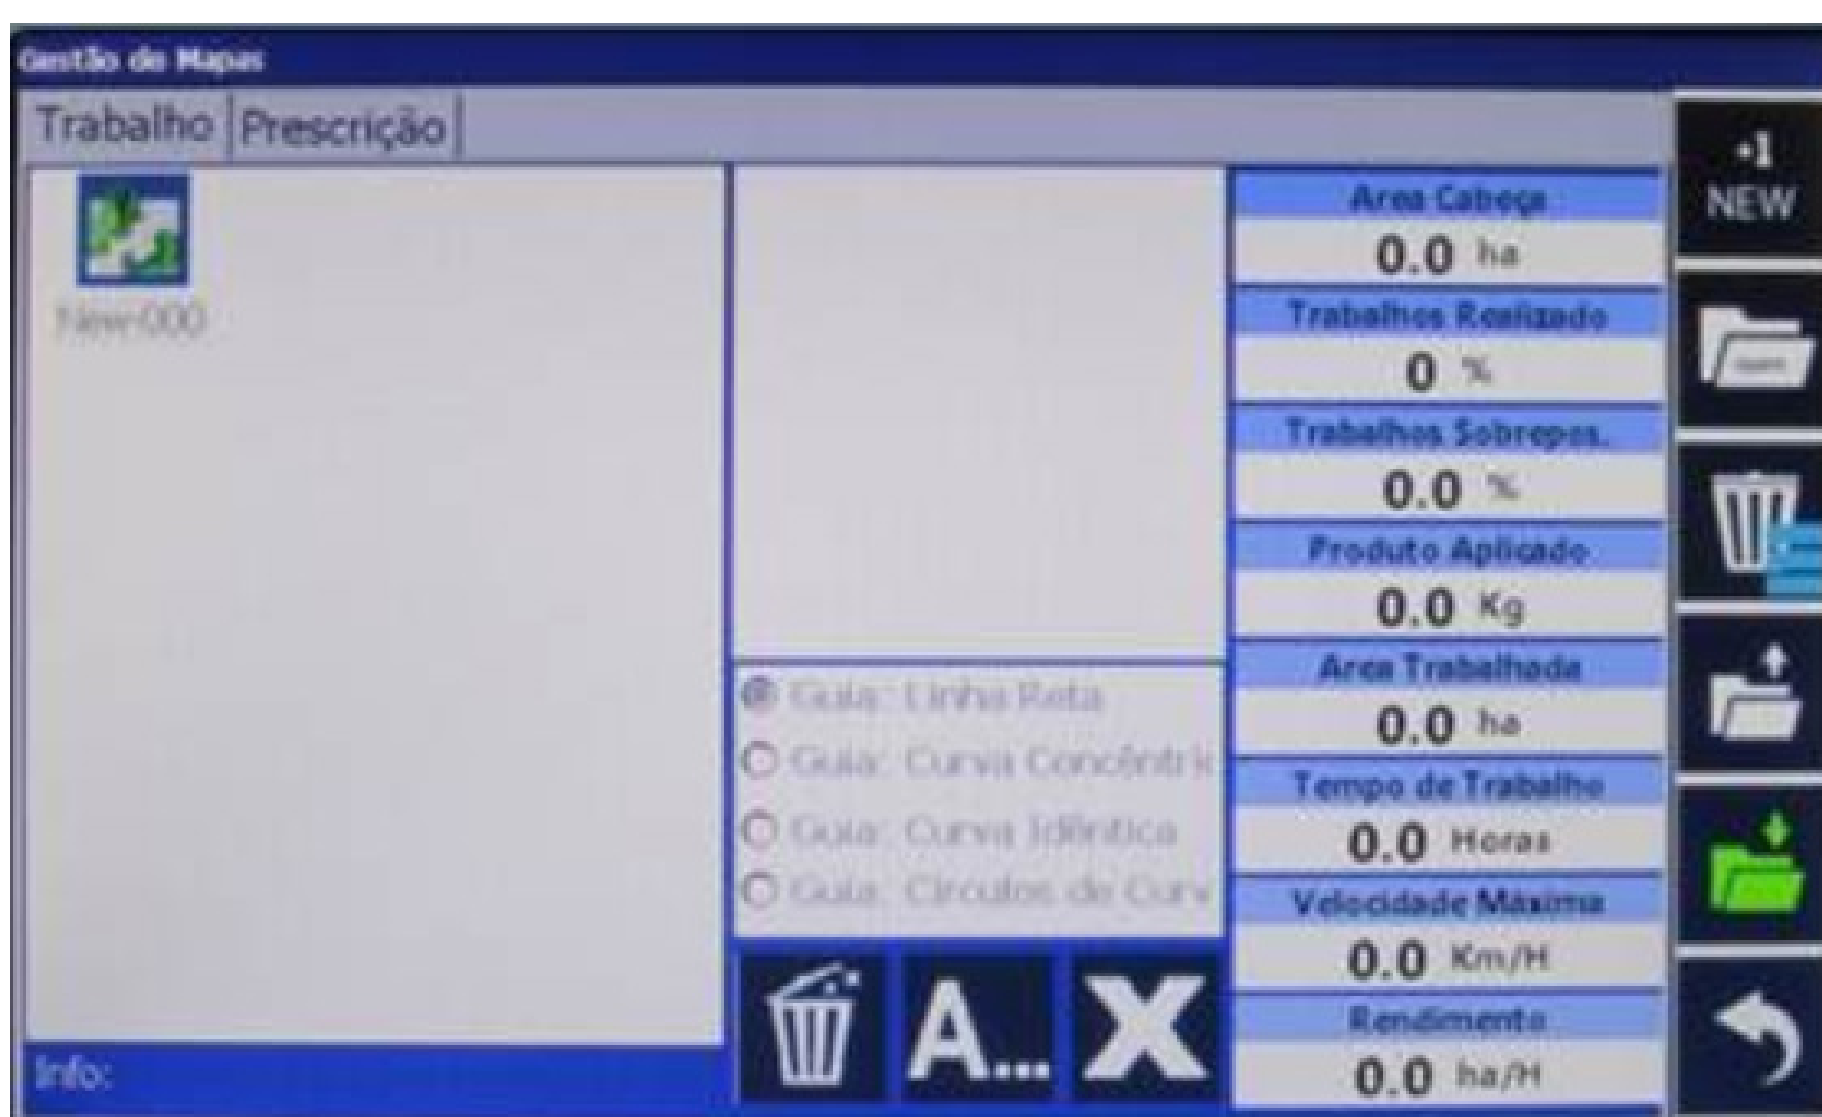 Gestão de Mapas
Trabalho
Prescrição
New-000
Guia: Linha Reta
Guia: Curva Concêntric
Guia: Curva Idêntica
Guia: Círculos de Curv
A...
X
Info:
Area Cabeça
0.0 ha
Trabalhos Realizado
0 %
Trabalhos Sobrepos.
0.0 %
Produto Aplicado
0.0 Kg
Area Trabalhada
0.0 ha
Tempo de Trabalho
0.0 Horas
Velocidade Máxima
0.0 Km/H
Rendimento
0.0 ha/H
+1
NEW